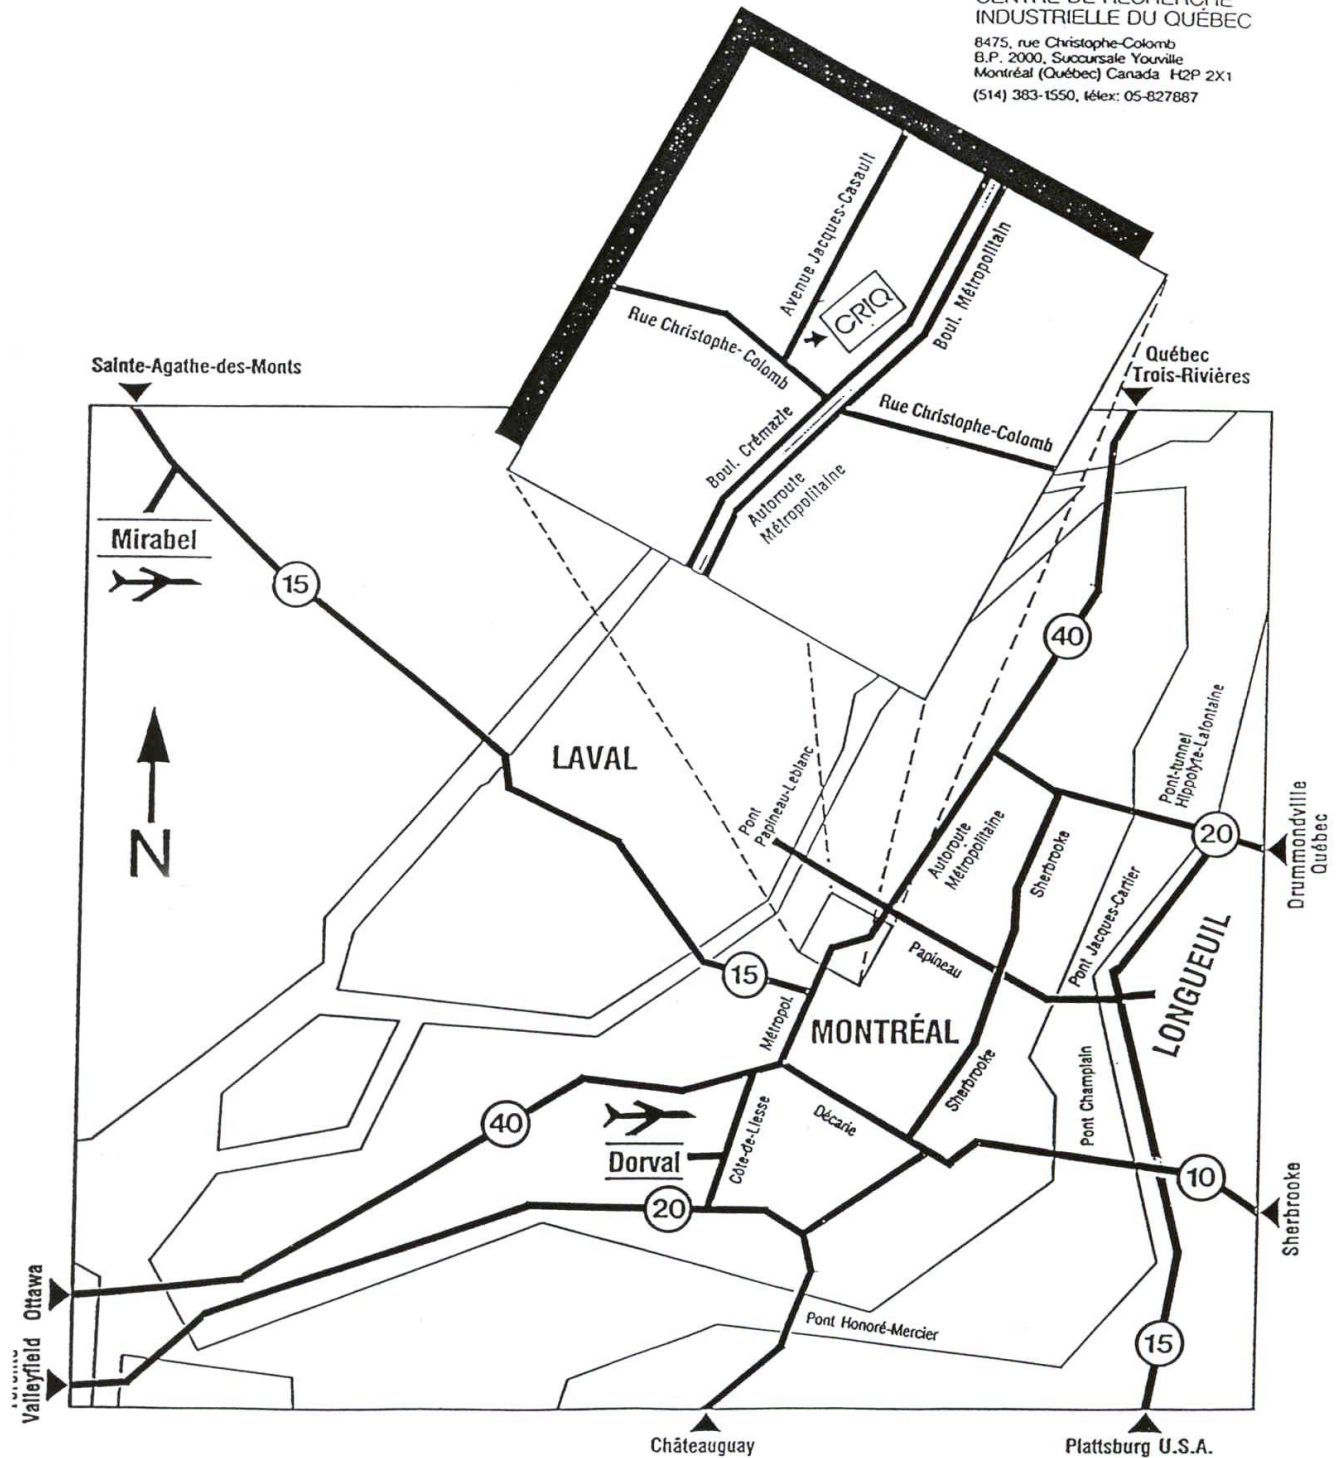 CENTRE DE RECHERCHE
INDUSTRIELLE DU QUÉBEC
8475, rue Christophe-Colomb
B.P. 2000, Succursale Youville
Montréal (Québec) Canada H2P 2X1
(514) 383-1550, télex: 05-827887
Avenue Jacques-Casault
Boul. Métropolitain
CRIQ
Rue Christophe-Colomb
Rue Christophe-Colomb
Boul. Crémazie
Autoroute
Métropolitaine
Sainte-Agathe-des-Monts
Québec
Trois-Rivières
Mirabel
15
40
N
LAVAL
Pont
Papineau-Leblanc
Autoroute
Métropolitaine
Sherbrooke
Pont-tunnel
Hippolyte-Lafontaine
20
Drummondville
Québec
Papineau
Pont Jacques-Cartier
LONGUEUIL
15
Métropol.
MONTRÉAL
Sherbrooke
Pont Champlain
40
Dorval
Côte-de-Liesse
Décarie
10
Sherbrooke
20
Ottawa
Valleyfield
Pont Honoré-Mercier
15
Châteauguay
Plattsburg U.S.A.